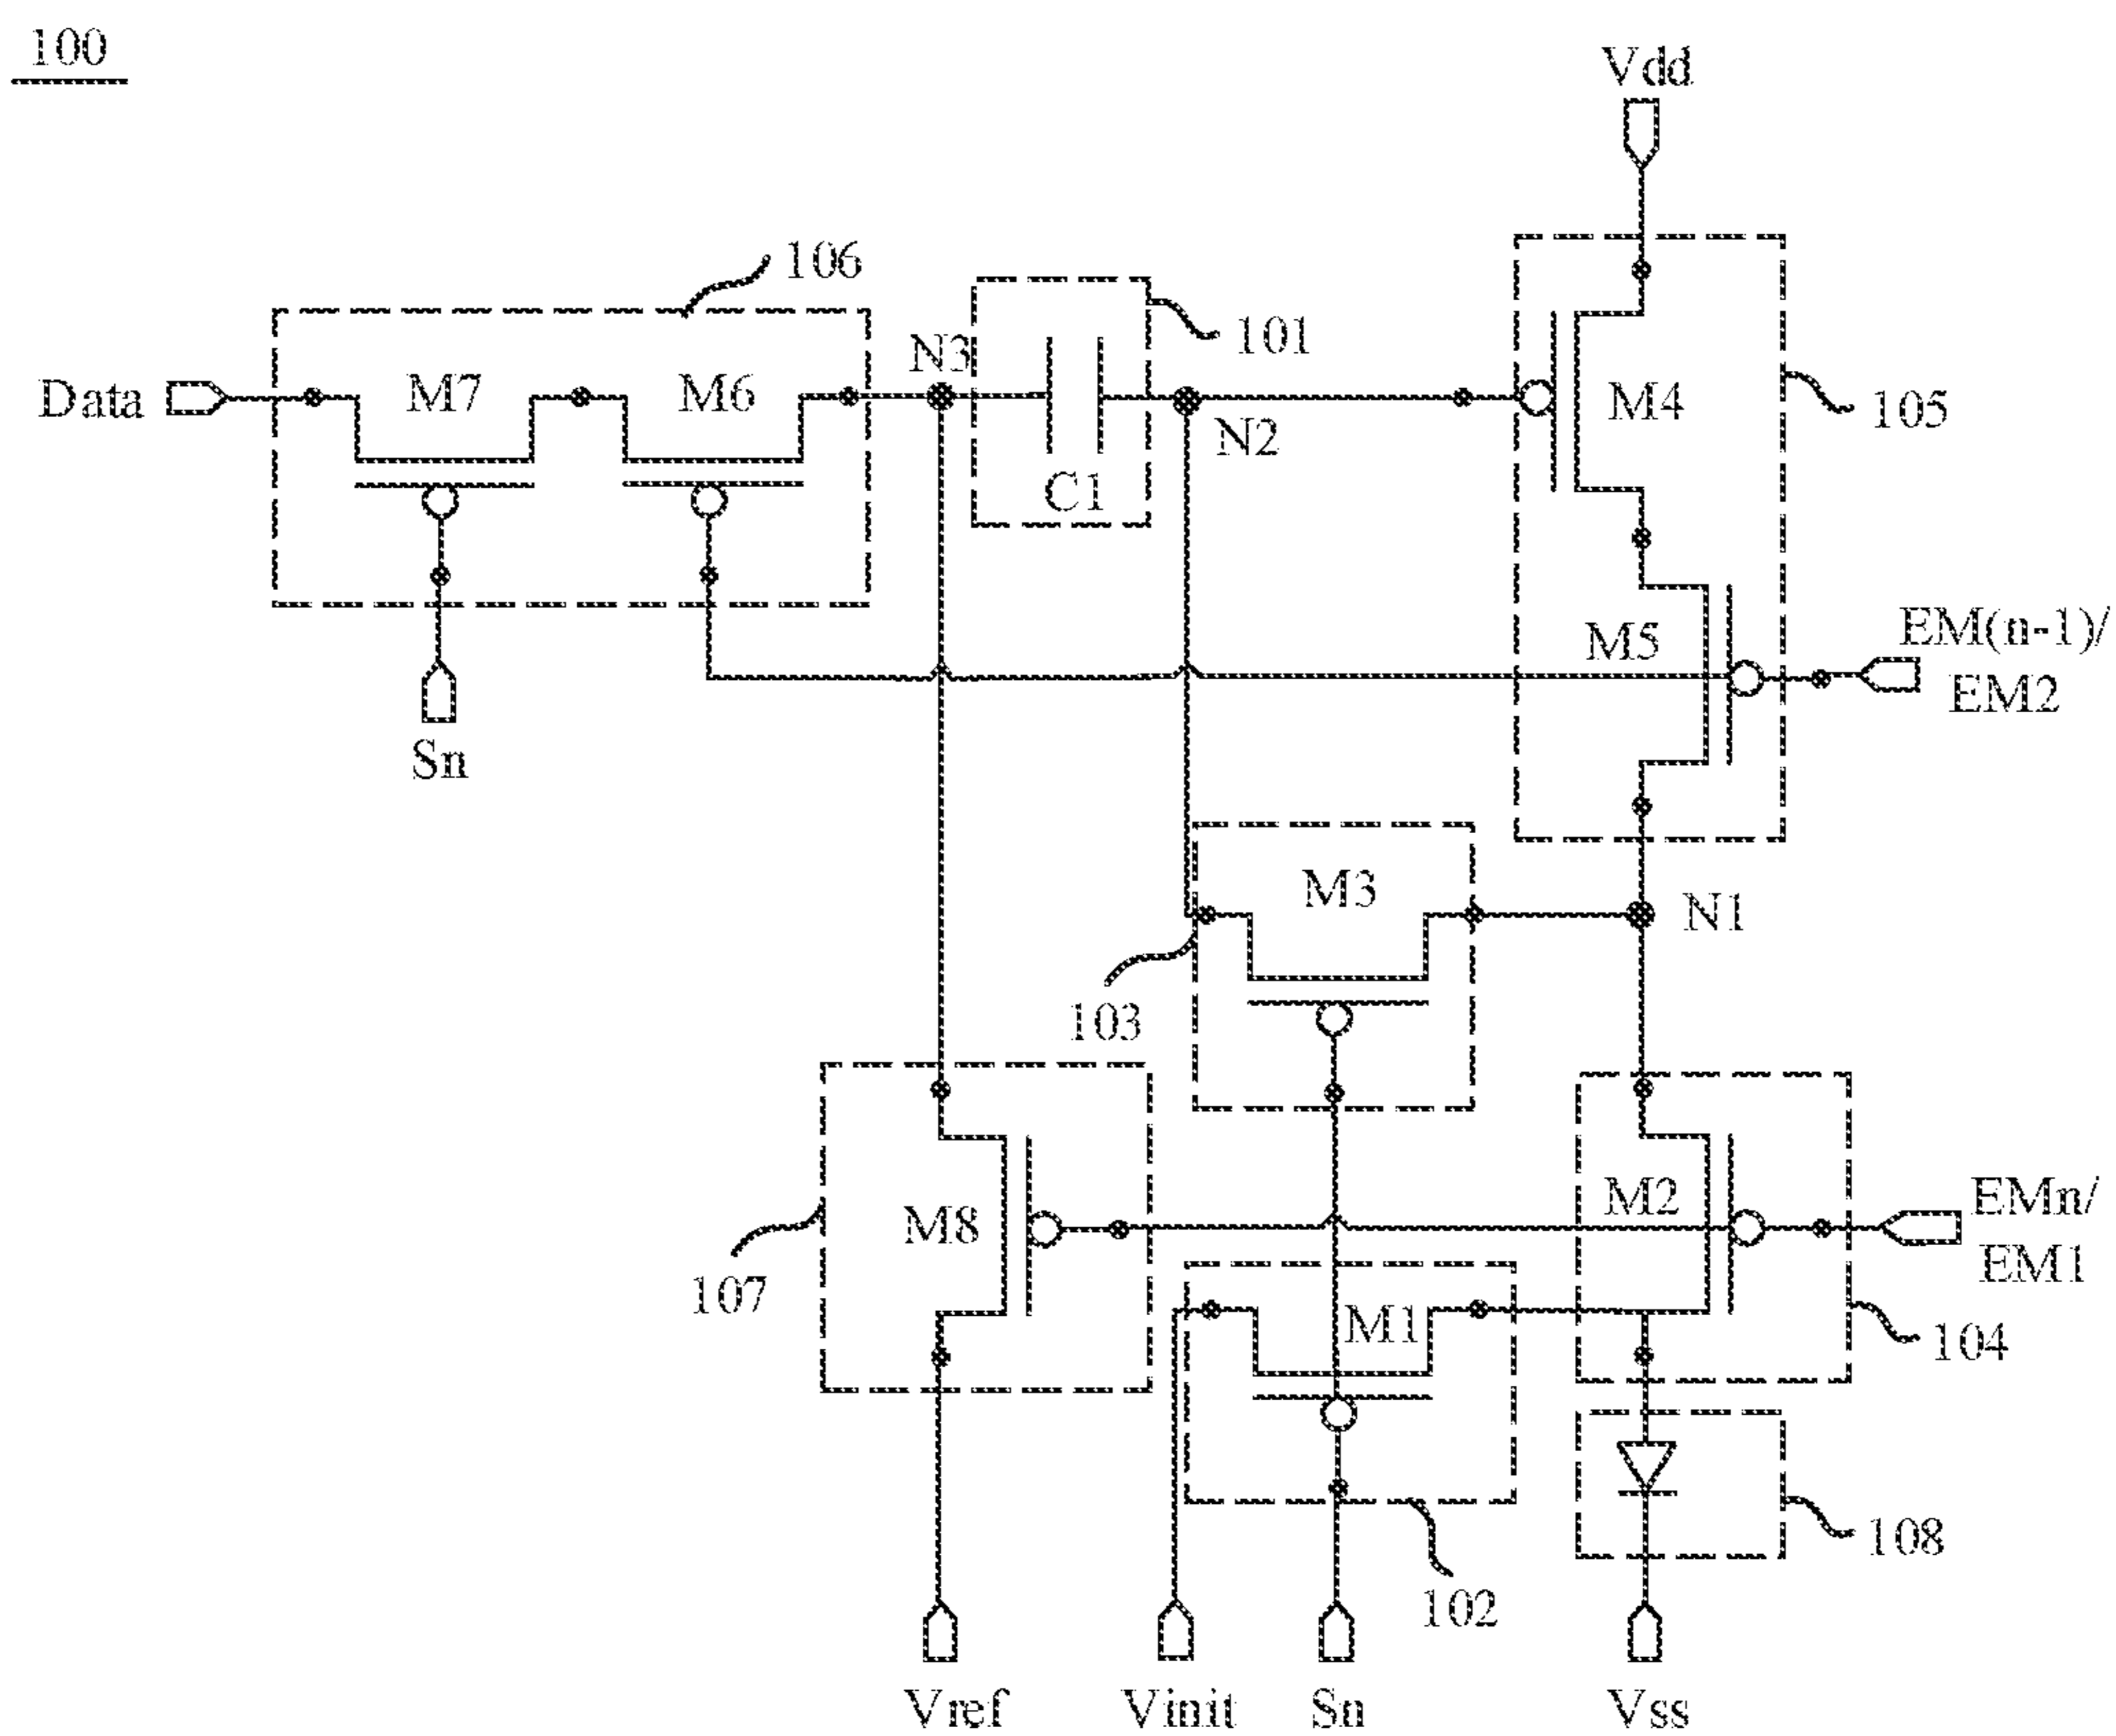 100
Vdd
106
101
N3
Data
M7
M6
M4
105
N2
C1
EM(n-1)/
M5
EM2
Sn
M3
N1
103
M2
EMn/
M8
EM1
107
M1
104
108
102
Vref
Vinit
Sn
Vss